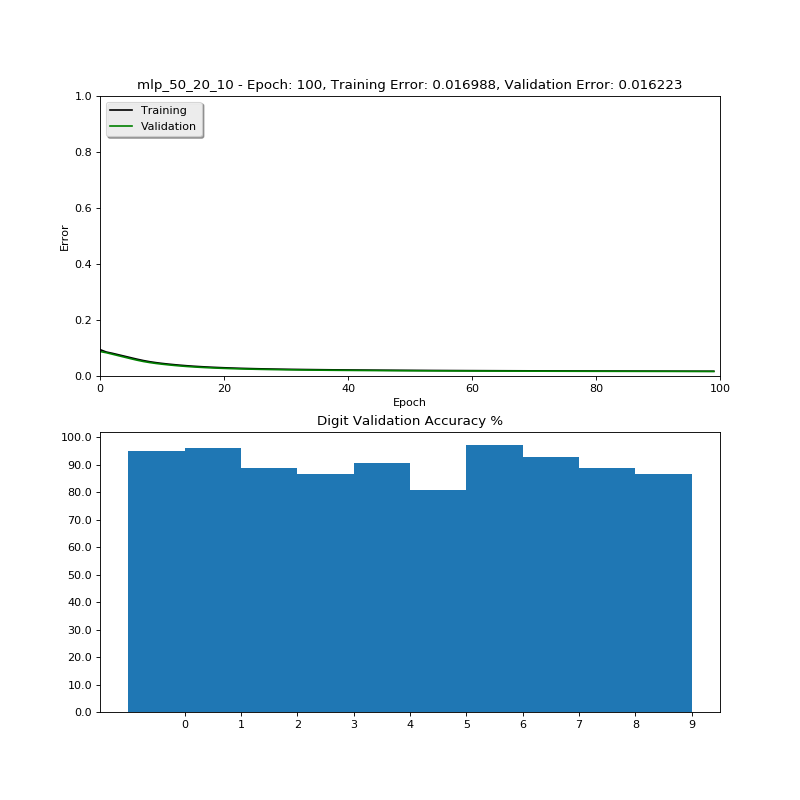 mlp_50_20_10 - Epoch: 100, Training Error: 0.016988, Validation Error: 0.016223
1.0
Training
Validation
0.8
0.6
Error
0.4
0.2
0.0
0 20 40 60 80 100
Epoch
Digit Validation Accuracy %
100.0
90.0
80.0
70.0
60.0
50.0
40.0
30.0
20.0
10.0
0.0
0 1 2 3 4 5 6 7 8 9